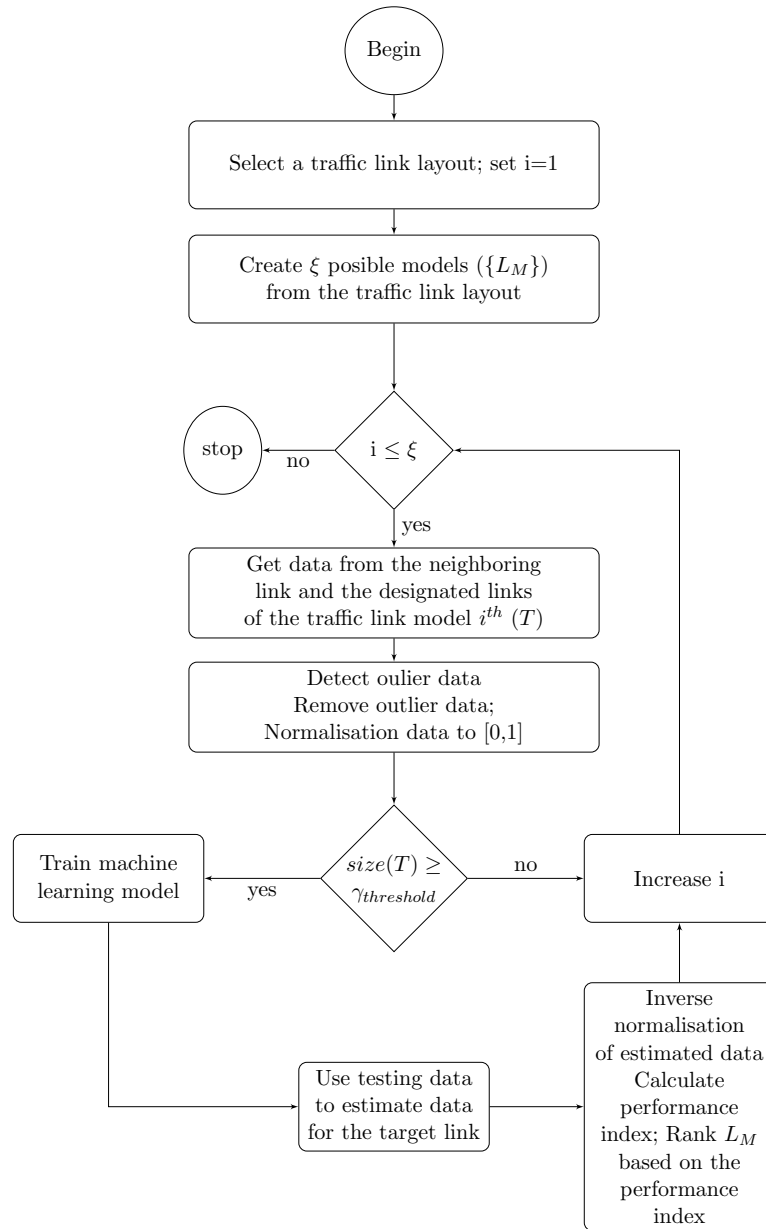 Begin
Select a traffic link layout; set i=1
Create ξ posible models ({L_M})
from the traffic link layout
i ≤ ξ
no
stop
yes
Get data from the neighboring
link and the designated links
of the traffic link model i^th (T)
Detect oulier data
Remove outlier data;
Normalisation data to [0,1]
size(T) ≥
γ_threshold
yes
no
Train machine
learning model
Increase i
Use testing data
to estimate data
for the target link
Inverse
normalisation
of estimated data
Calculate
performance
index; Rank L_M
based on the
performance
index